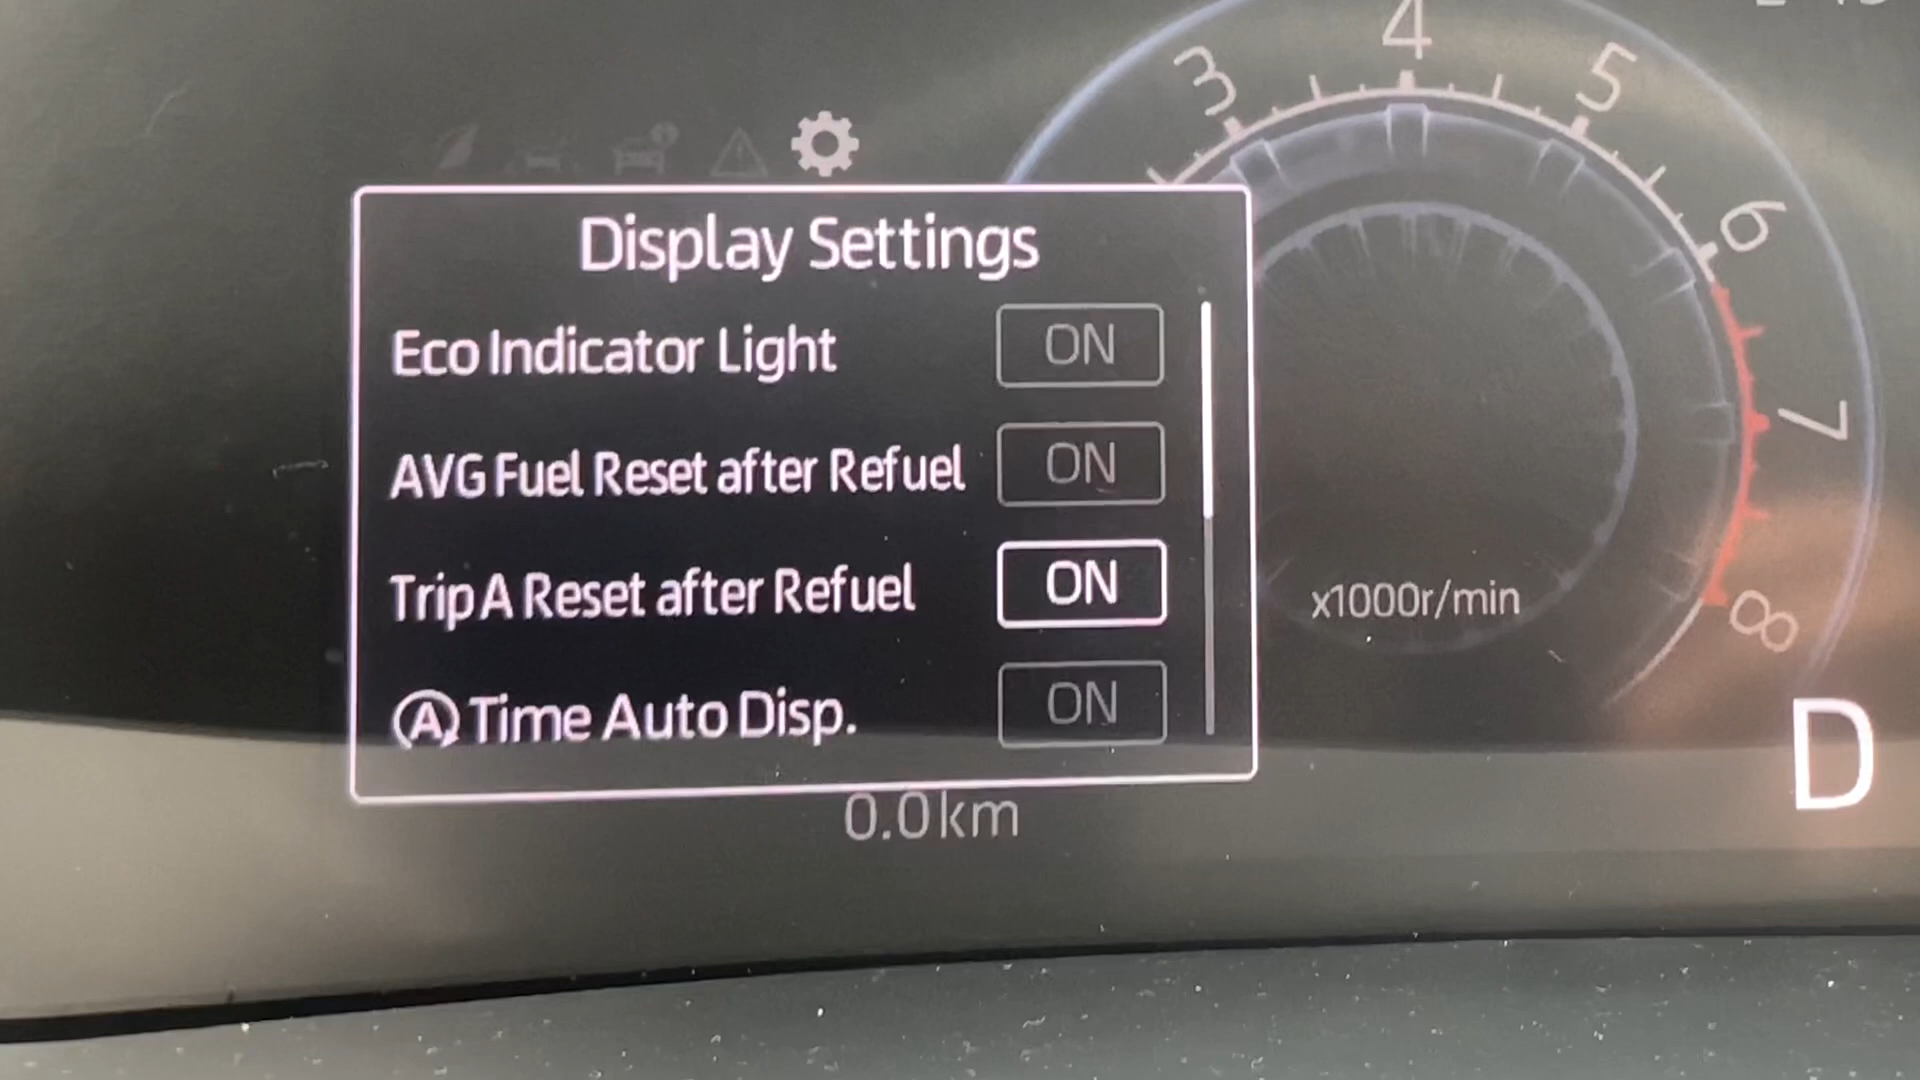 4
3
5
6
7
8
Display Settings
Eco Indicator Light ON
AVG Fuel Reset after Refuel ON
Trip A Reset after Refuel ON
A Time Auto Disp. ON
x1000r/min
D
0.0km